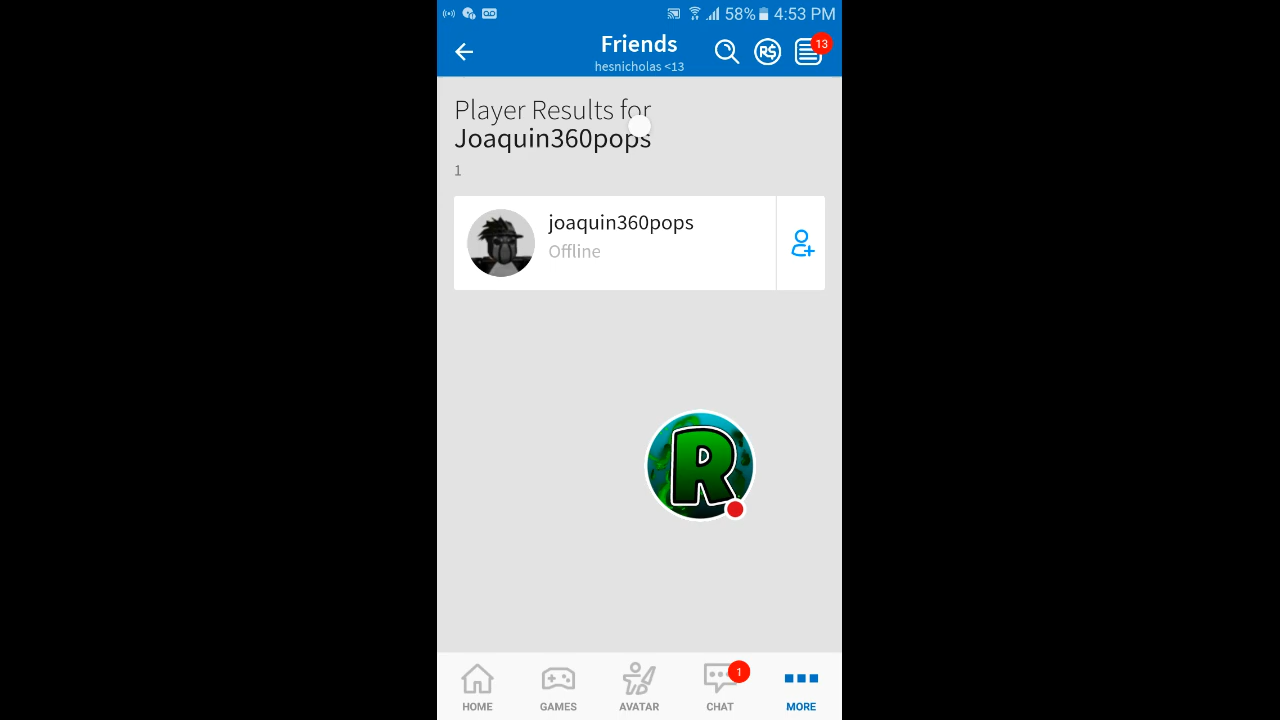 58% 4:53 PM
Friends
hesnicholas <13
R$
13
Player Results for
Joaquin360pops
1
joaquin360pops
Offline
R
1
HOME GAMES AVATAR CHAT MORE